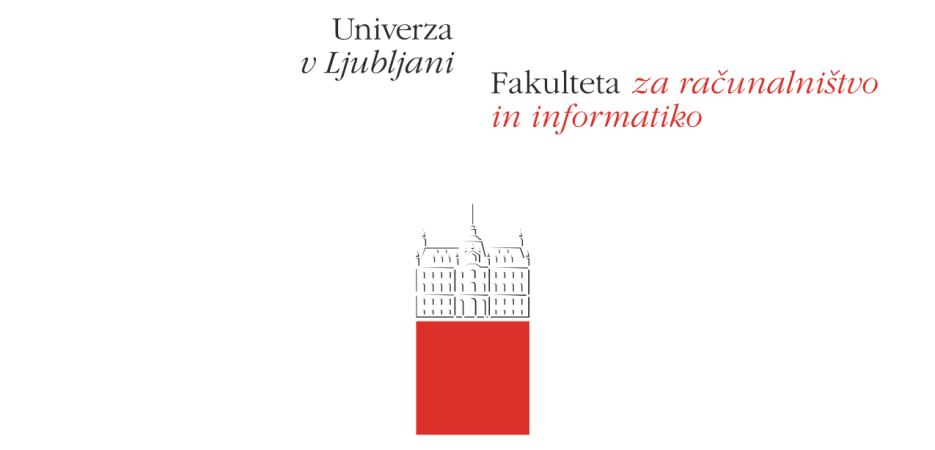 Univerza
v Ljubljani
Fakulteta za računalništvo
in informatiko